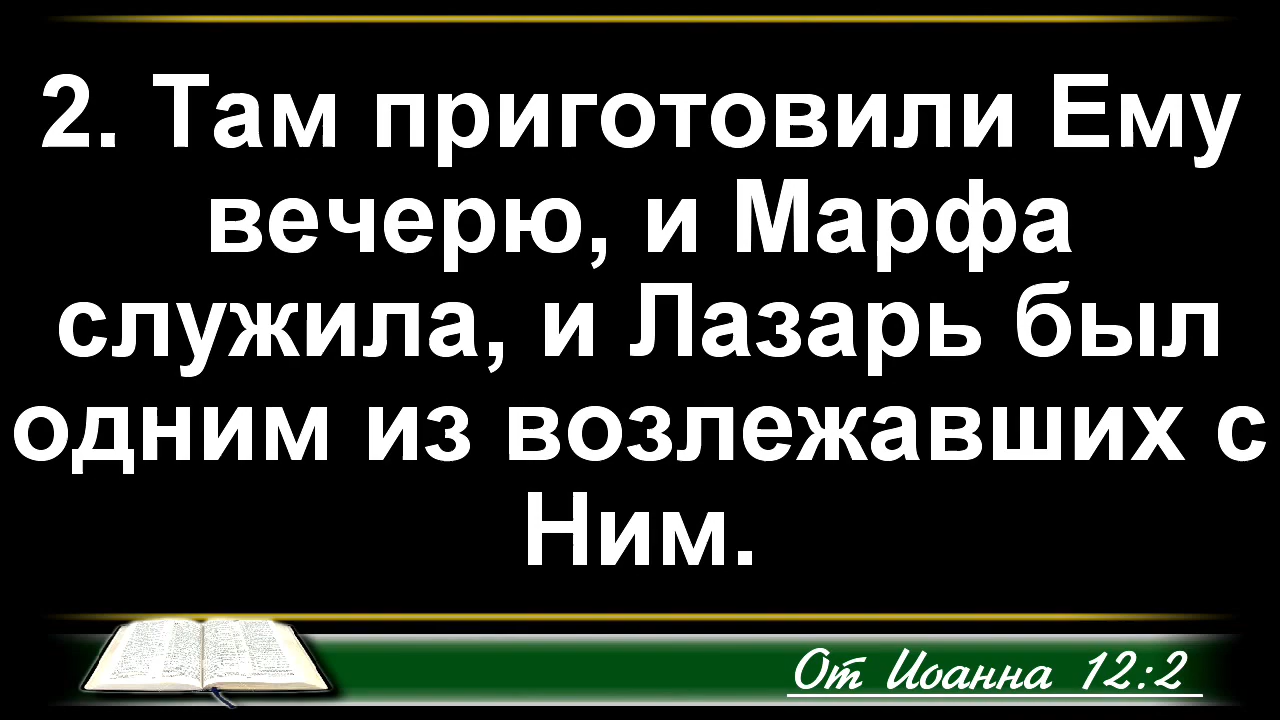 2. Там приготовили Ему
вечерю, и Марфа
служила, и Лазарь был
одним из возлежавших с
Ним.
От Иоанна 12:2